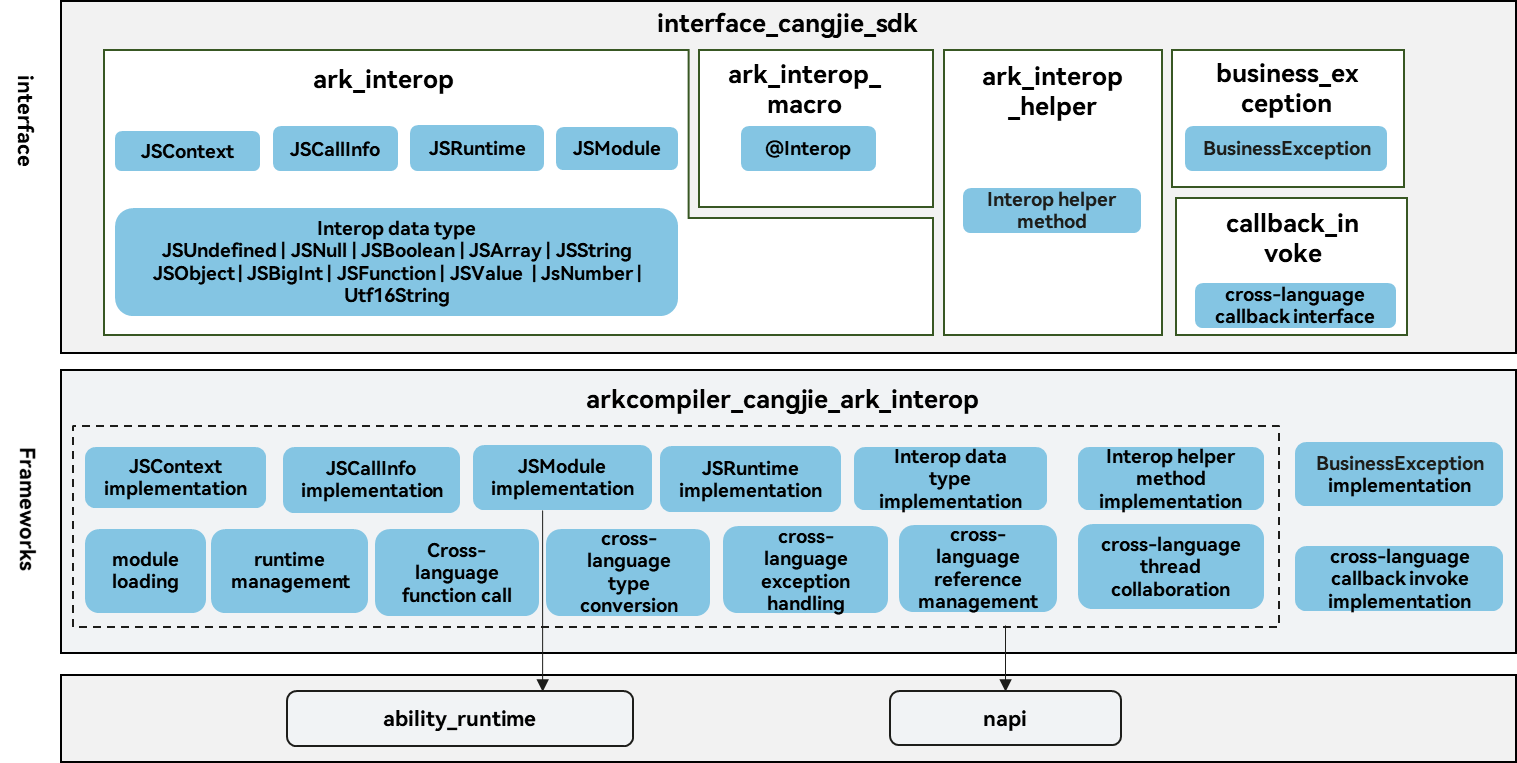 interface
interface_cangjie_sdk
ark_interop
JSContext
JSCallInfo
JSRuntime
JSModule
Interop data type
JSUndefined | JSNull | JSBoolean | JSArray | JSString
JSObject | JSBigInt | JSFunction | JSValue | JsNumber |
Utf16String
ark_interop_
macro
@Interop
ark_interop
_helper
Interop helper
method
business_ex
ception
BusinessException
callback_in
voke
cross-language
callback interface
Frameworks
arkcompiler_cangjie_ark_interop
JSContext
implementation
JSCallInfo
implementation
JSModule
implementation
JSRuntime
implementation
Interop data
type
implementation
Interop helper
method
implementation
BusinessException
implementation
module
loading
runtime
management
Cross-
language
function call
cross-
language
type
conversion
cross-
language
exception
handling
cross-
language
reference
management
cross-language
thread
collaboration
cross-language
callback invoke
implementation
ability_runtime
napi